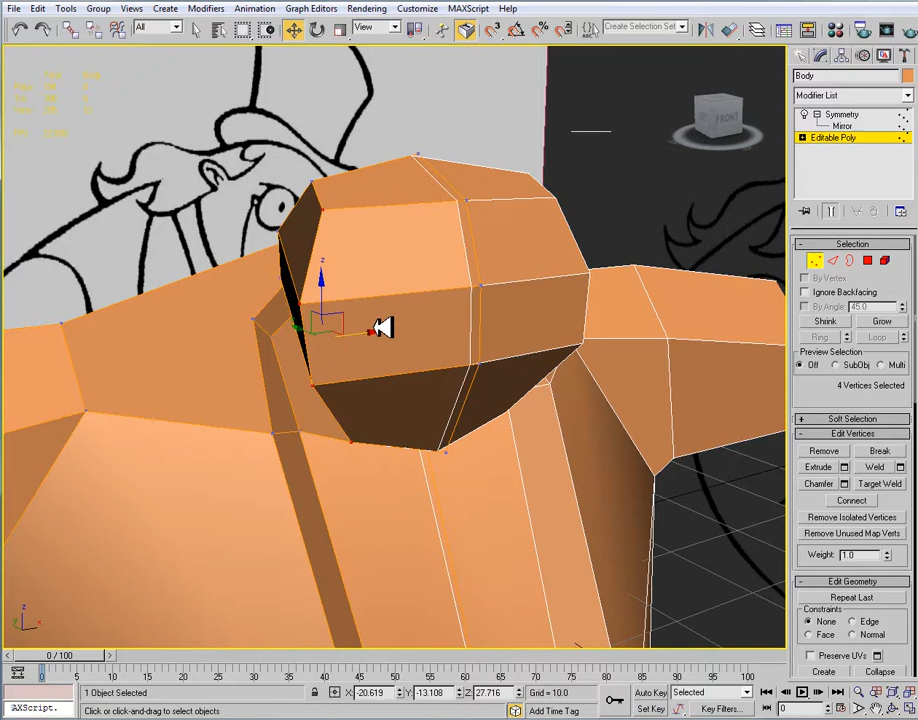 File Edit Tools Group Views Create Modifiers Animation Graph Editors Rendering Customize MAXScript Help
All View Create Selection Set
3
FRONT
Body
Modifier List
Symmetry
Mirror
Editable Poly
Selection
By Vertex
Ignore Backfacing
By Angle: 45.0
Shrink Grow
Ring Loop
Preview Selection
Off SubObj Multi
4 Vertices Selected
Soft Selection
Edit Vertices
Remove Break
Extrude Weld
Chamfer Target Weld
Connect
Remove Isolated Vertices
Remove Unused Map Verts
Weight: 1.0
Edit Geometry
Repeat Last
Constraints
None Edge
Face Normal
Preserve UVs
Create Collapse
z
z
x
y
0 / 100
0 5 10 15 20 25 30 35 40 45 50 55 60 65 70 75 80 85 90 95 100
1 Object Selected X: -20.619 Y: -13.108 Z: 27.716 Grid = 10.0 Auto Key Selected
AXScript. Click or click-and-drag to select objects Add Time Tag Set Key Key Filters... 0